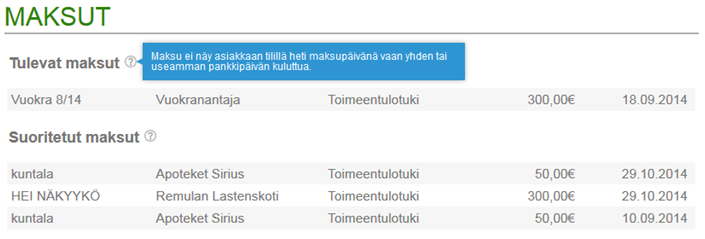 MAKSUT
Tulevat maksut ?
Maksu ei näy asiakkaan tilillä heti maksupäivänä vaan yhden tai
useamman pankkipäivän kuluttua.
Vuokra 8/14 Vuokranantaja Toimeentulotuki 300,00€ 18.09.2014
Suoritetut maksut ?
kuntala Apoteket Sirius Toimeentulotuki 50,00€ 29.10.2014
HEI NÄKYYKÖ Remulan Lastenskoti Toimeentulotuki 300,00€ 29.10.2014
kuntala Apoteket Sirius Toimeentulotuki 50,00€ 10.09.2014